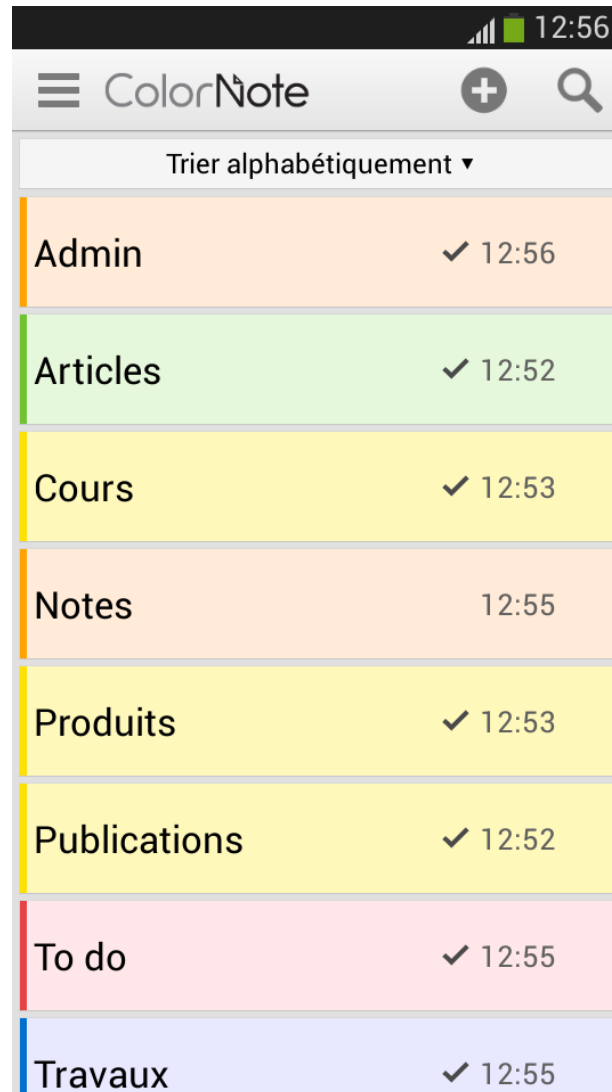 12:56
ColorNote
Trier alphabétiquement ▼
Admin ✓ 12:56
Articles ✓ 12:52
Cours ✓ 12:53
Notes 12:55
Produits ✓ 12:53
Publications ✓ 12:52
To do ✓ 12:55
Travaux ✓ 12:55